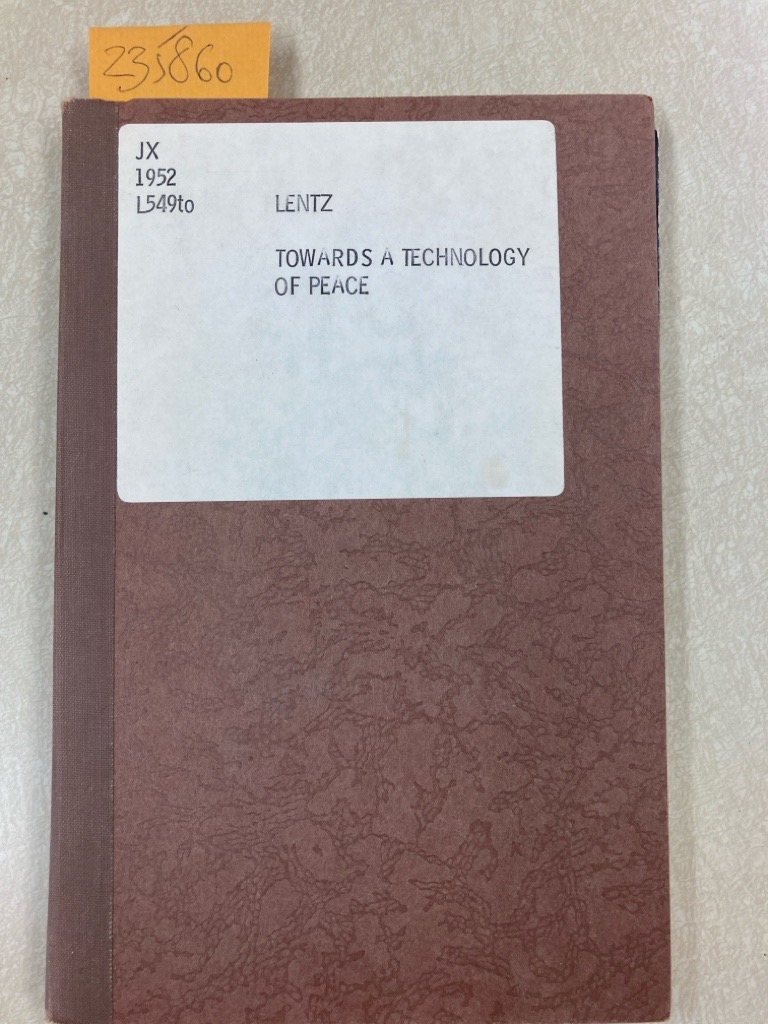 235860
JX
1952
L549to
LENTZ
TOWARDS A TECHNOLOGY
OF PEACE